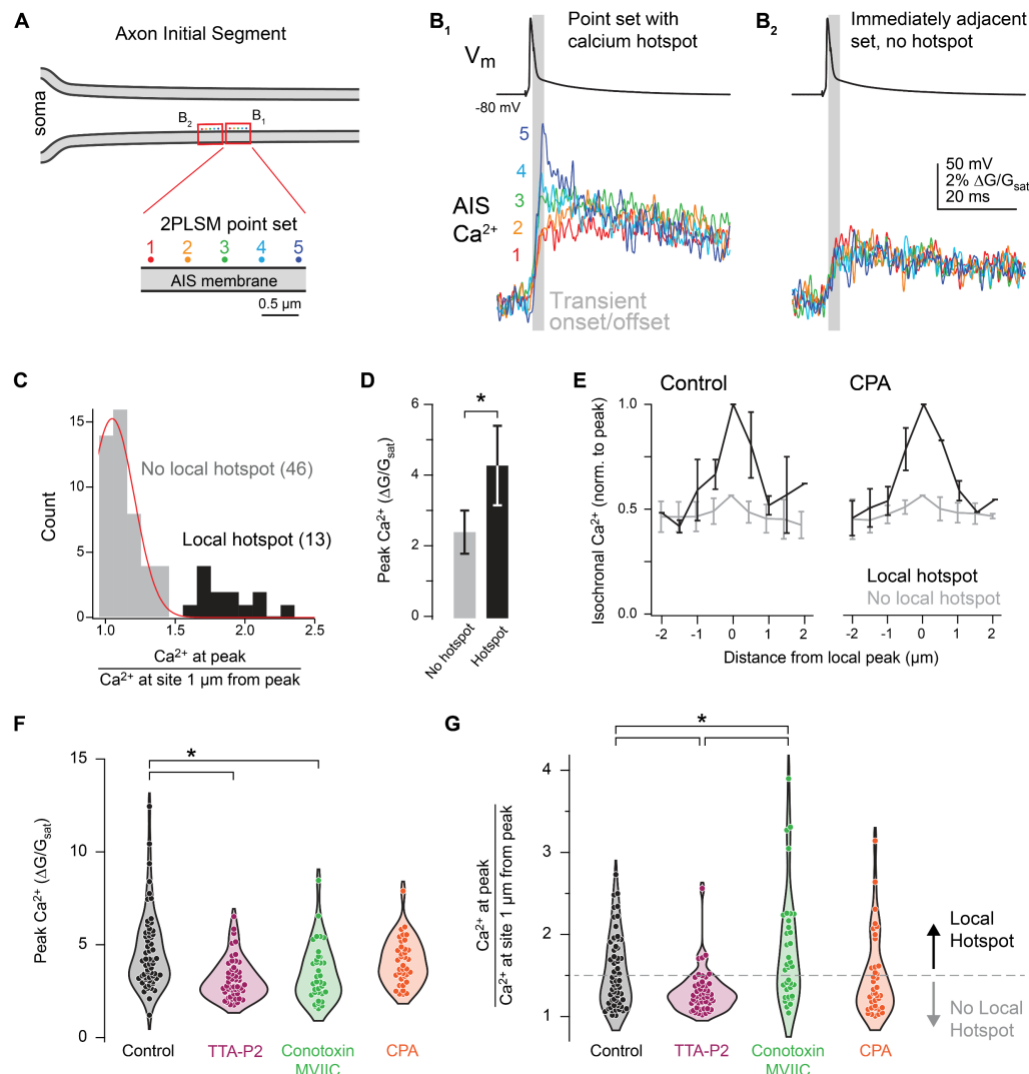 A
Axon Initial Segment
soma
B2
B1
2PLSM point set
1 2 3 4 5
AIS membrane
0.5 µm
B1
Point set with
calcium hotspot
Vm
-80 mV
5
4
3
2
1
AIS
Ca2+
Transient
onset/offset
B2
Immediately adjacent
set, no hotspot
50 mV
2% ΔG/Gsat
20 ms
C
Count
15
10
5
0
No local hotspot (46)
Local hotspot (13)
1.0 1.5 2.0 2.5
Ca2+ at peak
Ca2+ at site 1 µm from peak
D
Peak Ca2+ (ΔG/Gsat)
6
4
2
0
*
No hotspot
Hotspot
E
Control
CPA
Isochronal Ca2+ (norm. to peak)
1.0
0.5
0.0
Local hotspot
No local hotspot
-2 -1 0 1 2
-2 -1 0 1 2
Distance from local peak (µm)
F
Peak Ca2+ (ΔG/Gsat)
15
10
5
0
*
Control
TTA-P2
Conotoxin
MVIIC
CPA
G
Ca2+ at peak
Ca2+ at site 1 µm from peak
4
3
2
1
*
Local
Hotspot
No Local
Hotspot
Control
TTA-P2
Conotoxin
MVIIC
CPA